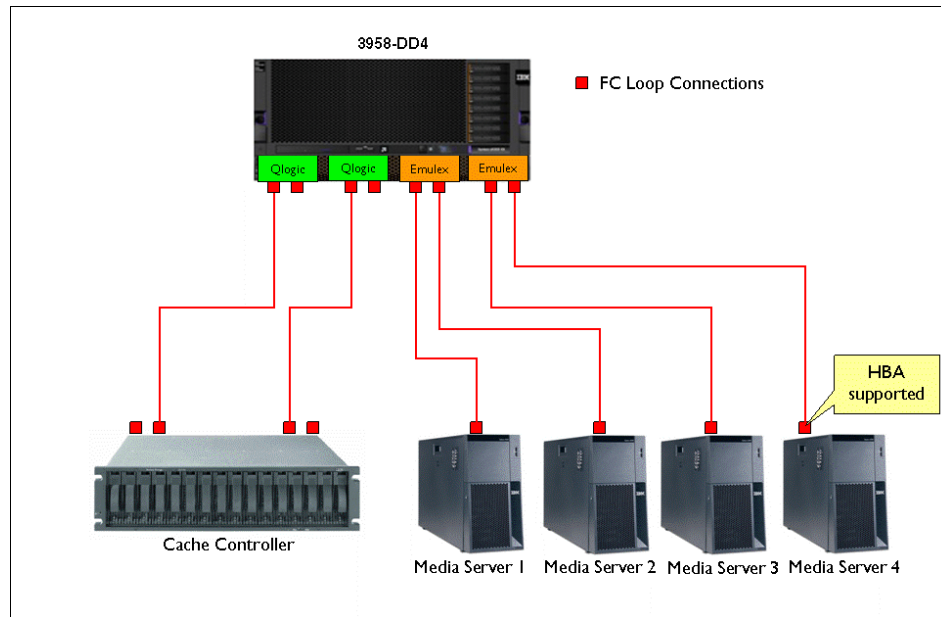 3958-DD4
FC Loop Connections
IBM
Qlogic
Qlogic
Emulex
Emulex
HBA
supported
Cache Controller
Media Server 1
Media Server 2
Media Server 3
Media Server 4